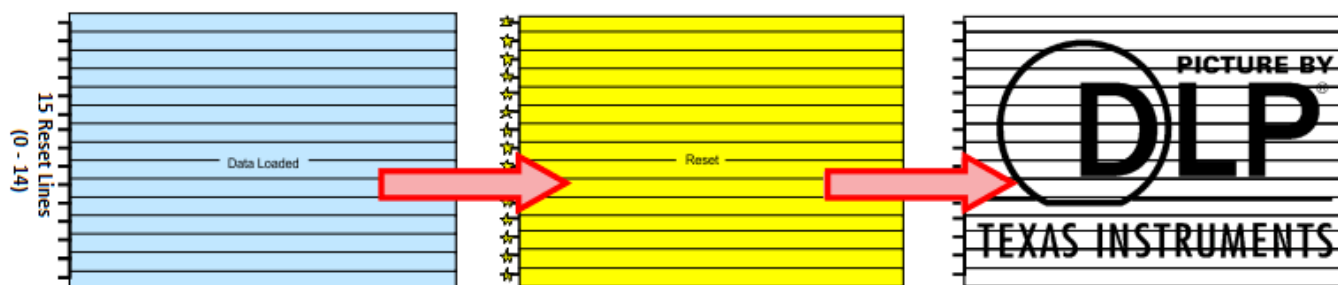 15 Reset Lines
(0 - 14)
Data Loaded
Reset
PICTURE BY
DLP®
TEXAS INSTRUMENTS